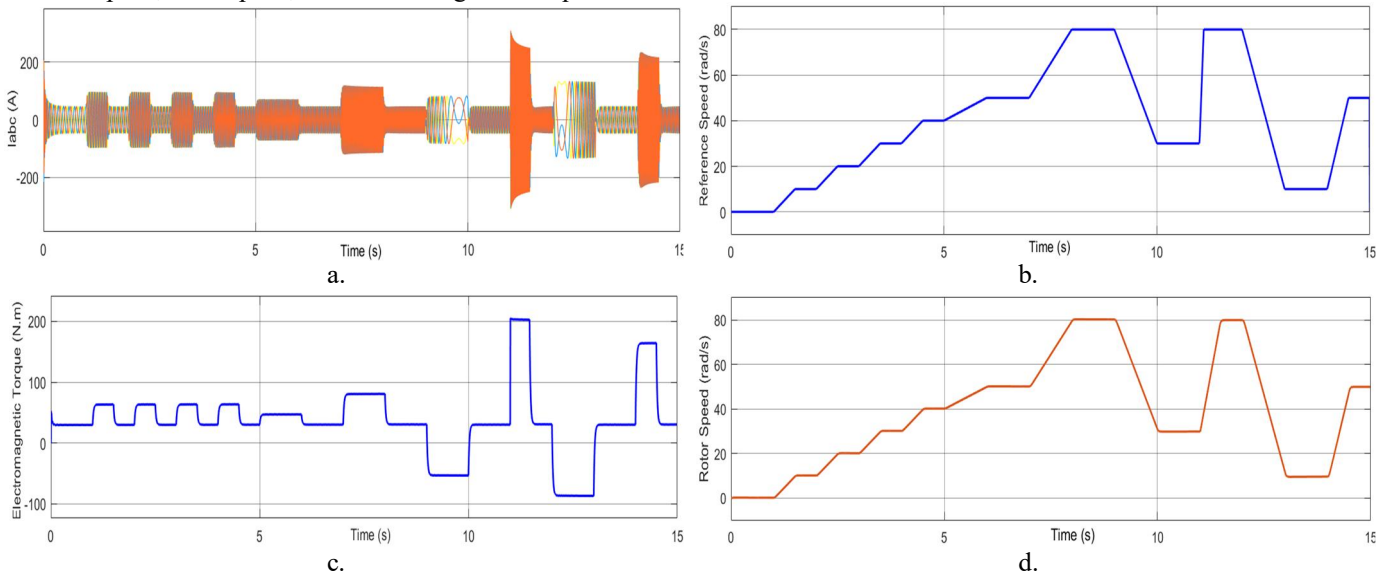 Iabc (A)
200
0
-200
0
5
10
15
Time (s)
a.
Reference Speed (rad/s)
80
60
40
20
0
0
5
10
15
Time (s)
b.
Electromagnetic Torque (N.m)
200
100
0
-100
0
5
10
15
Time (s)
c.
Rotor Speed (rad/s)
80
60
40
20
0
0
5
10
15
Time (s)
d.